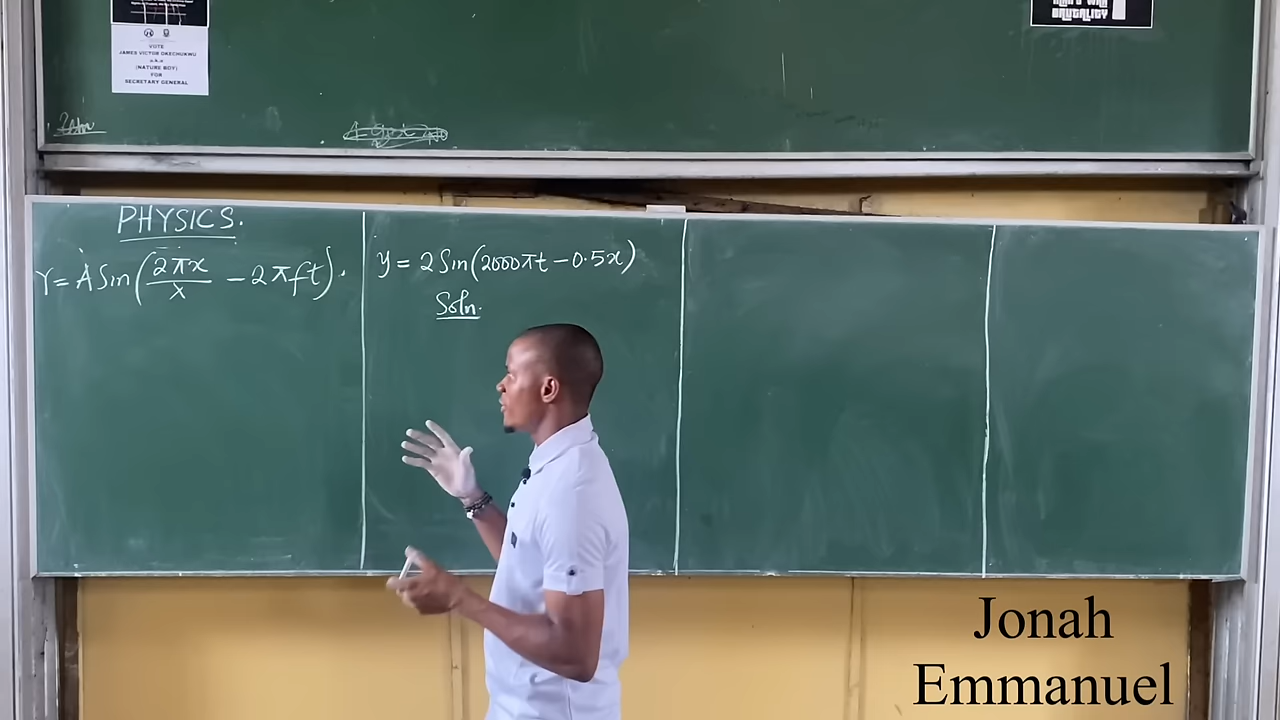 VOTE
JAMES VICTOR OKECHUKWU
a.k.a
(NATURE BOY)
FOR
SECRETARY GENERAL
BRUTALITY
PHYSICS.
Y = A Sin(2πx/λ − 2πft).
y = 2 Sin(2000πt − 0.5x)
Soln.
Jonah
Emmanuel